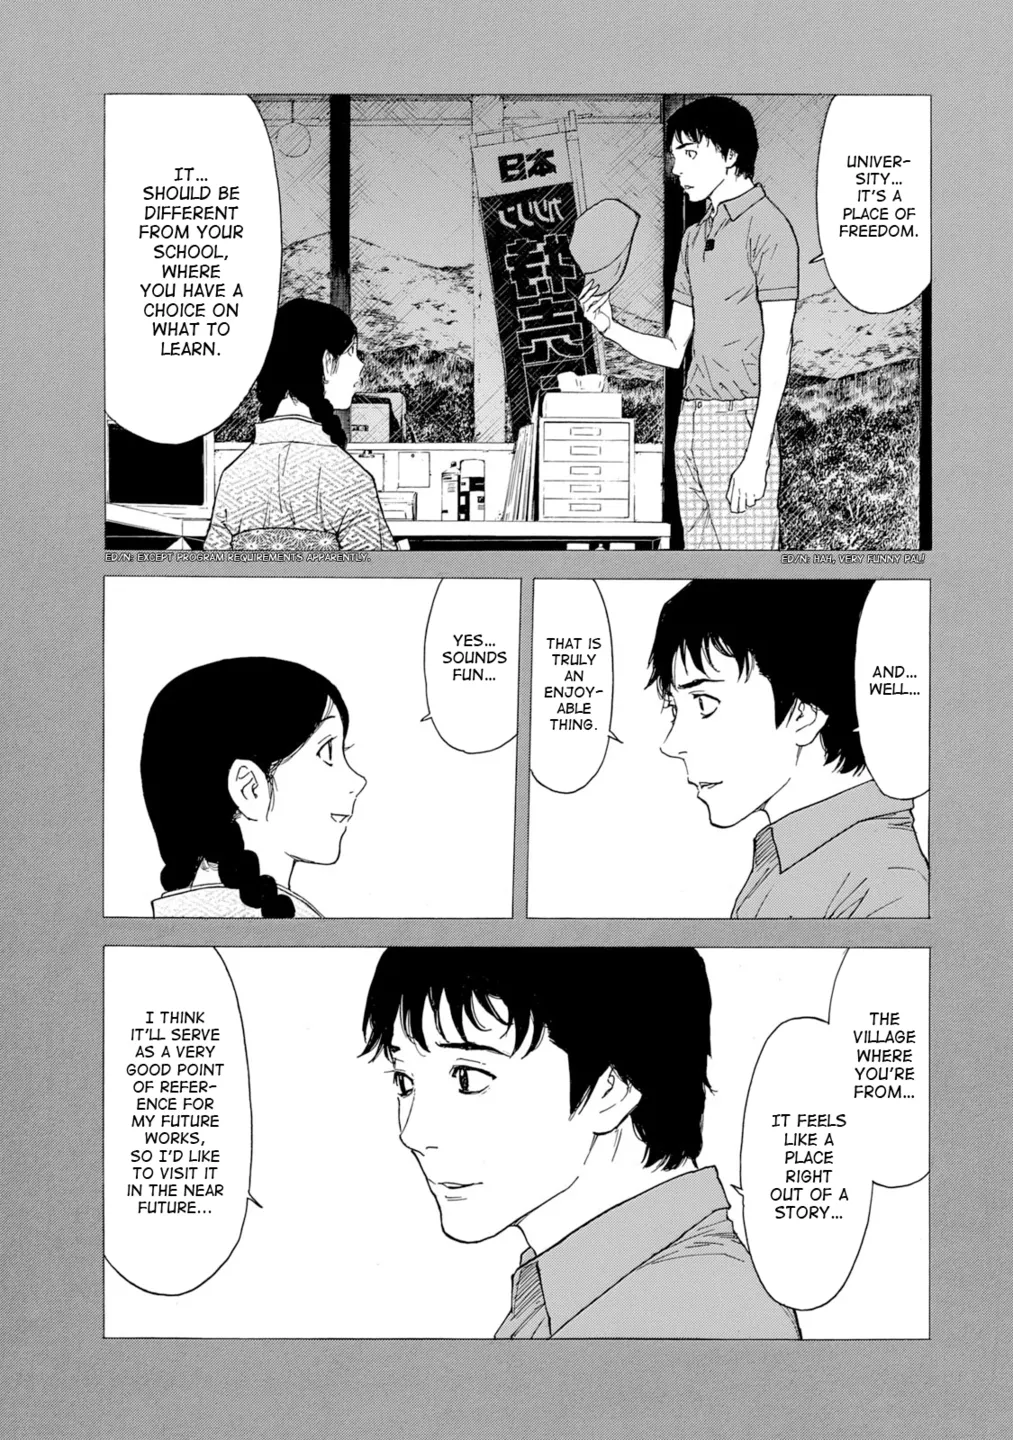 UNIVER-
SITY...
IT'S A
PLACE OF
FREEDOM.
IT...
SHOULD BE
DIFFERENT
FROM YOUR
SCHOOL,
WHERE
YOU HAVE A
CHOICE ON
WHAT TO
LEARN.
日本
ガソリン
ED/N: EXCEPT PROGRAM REQUIREMENTS APPARENTLY.
ED/N: HAH, VERY FUNNY PAL!
AND...
WELL...
THAT IS
TRULY
AN
ENJOY-
ABLE
THING.
YES...
SOUNDS
FUN...
THE
VILLAGE
WHERE
YOU'RE
FROM...
IT FEELS
LIKE A
PLACE
RIGHT
OUT OF A
STORY...
I THINK
IT'LL SERVE
AS A VERY
GOOD POINT
OF REFER-
ENCE FOR
MY FUTURE
WORKS,
SO I'D LIKE
TO VISIT IT
IN THE NEAR
FUTURE...